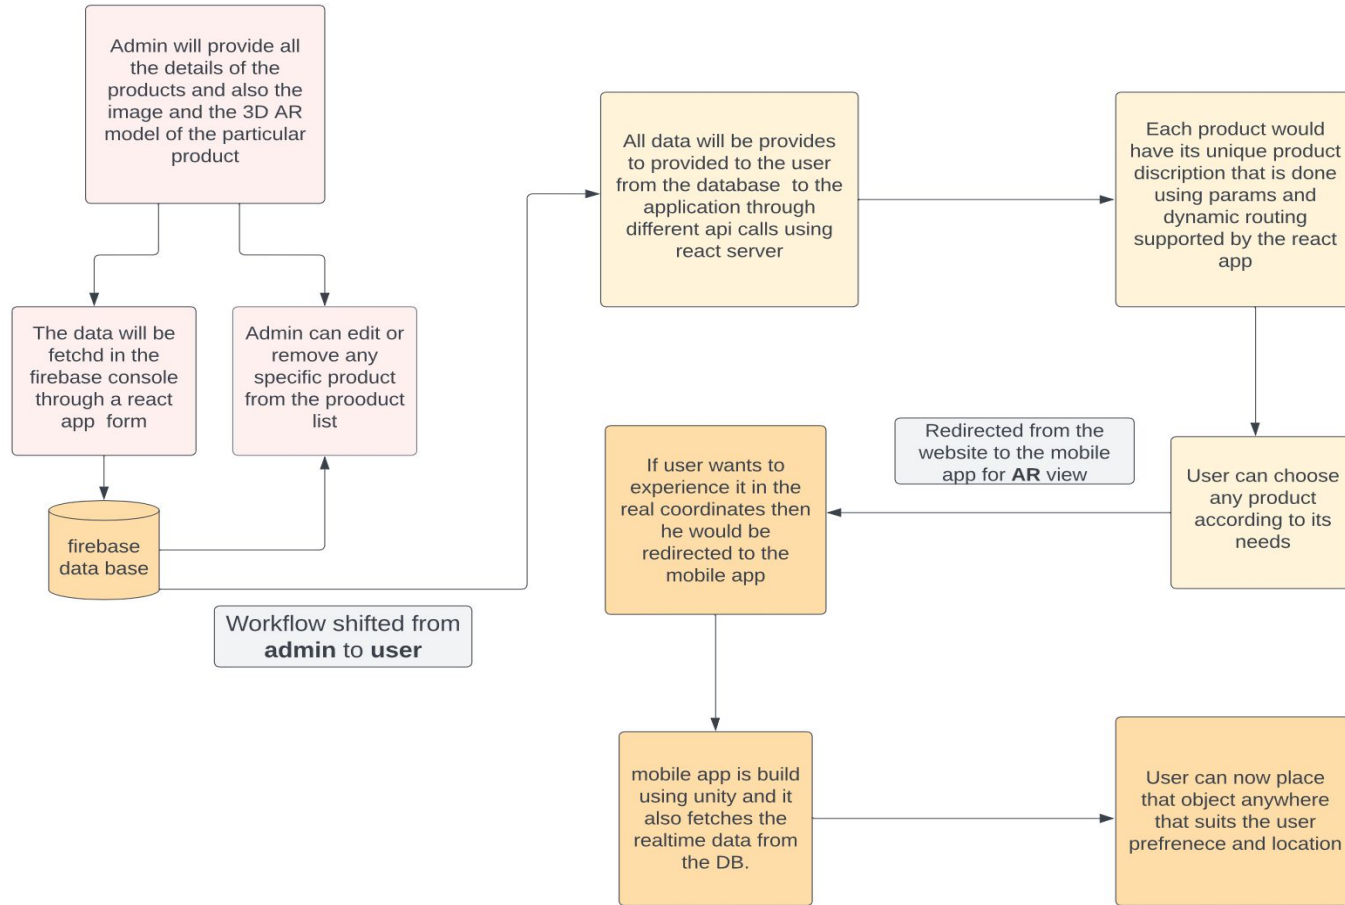 Admin will provide all
the details of the
products and also the
image and the 3D AR
model of the particular
product
The data will be
fetchd in the
firebase console
through a react
app form
Admin can edit or
remove any
specific product
from the prooduct
list
firebase
data base
Workflow shifted from
admin to user
All data will be provides
to provided to the user
from the database to the
application through
different api calls using
react server
Each product would
have its unique product
discription that is done
using params and
dynamic routing
supported by the react
app
User can choose
any product
according to its
needs
Redirected from the
website to the mobile
app for AR view
If user wants to
experience it in the
real coordinates then
he would be
redirected to the
mobile app
mobile app is build
using unity and it
also fetches the
realtime data from
the DB.
User can now place
that object anywhere
that suits the user
prefrenece and location